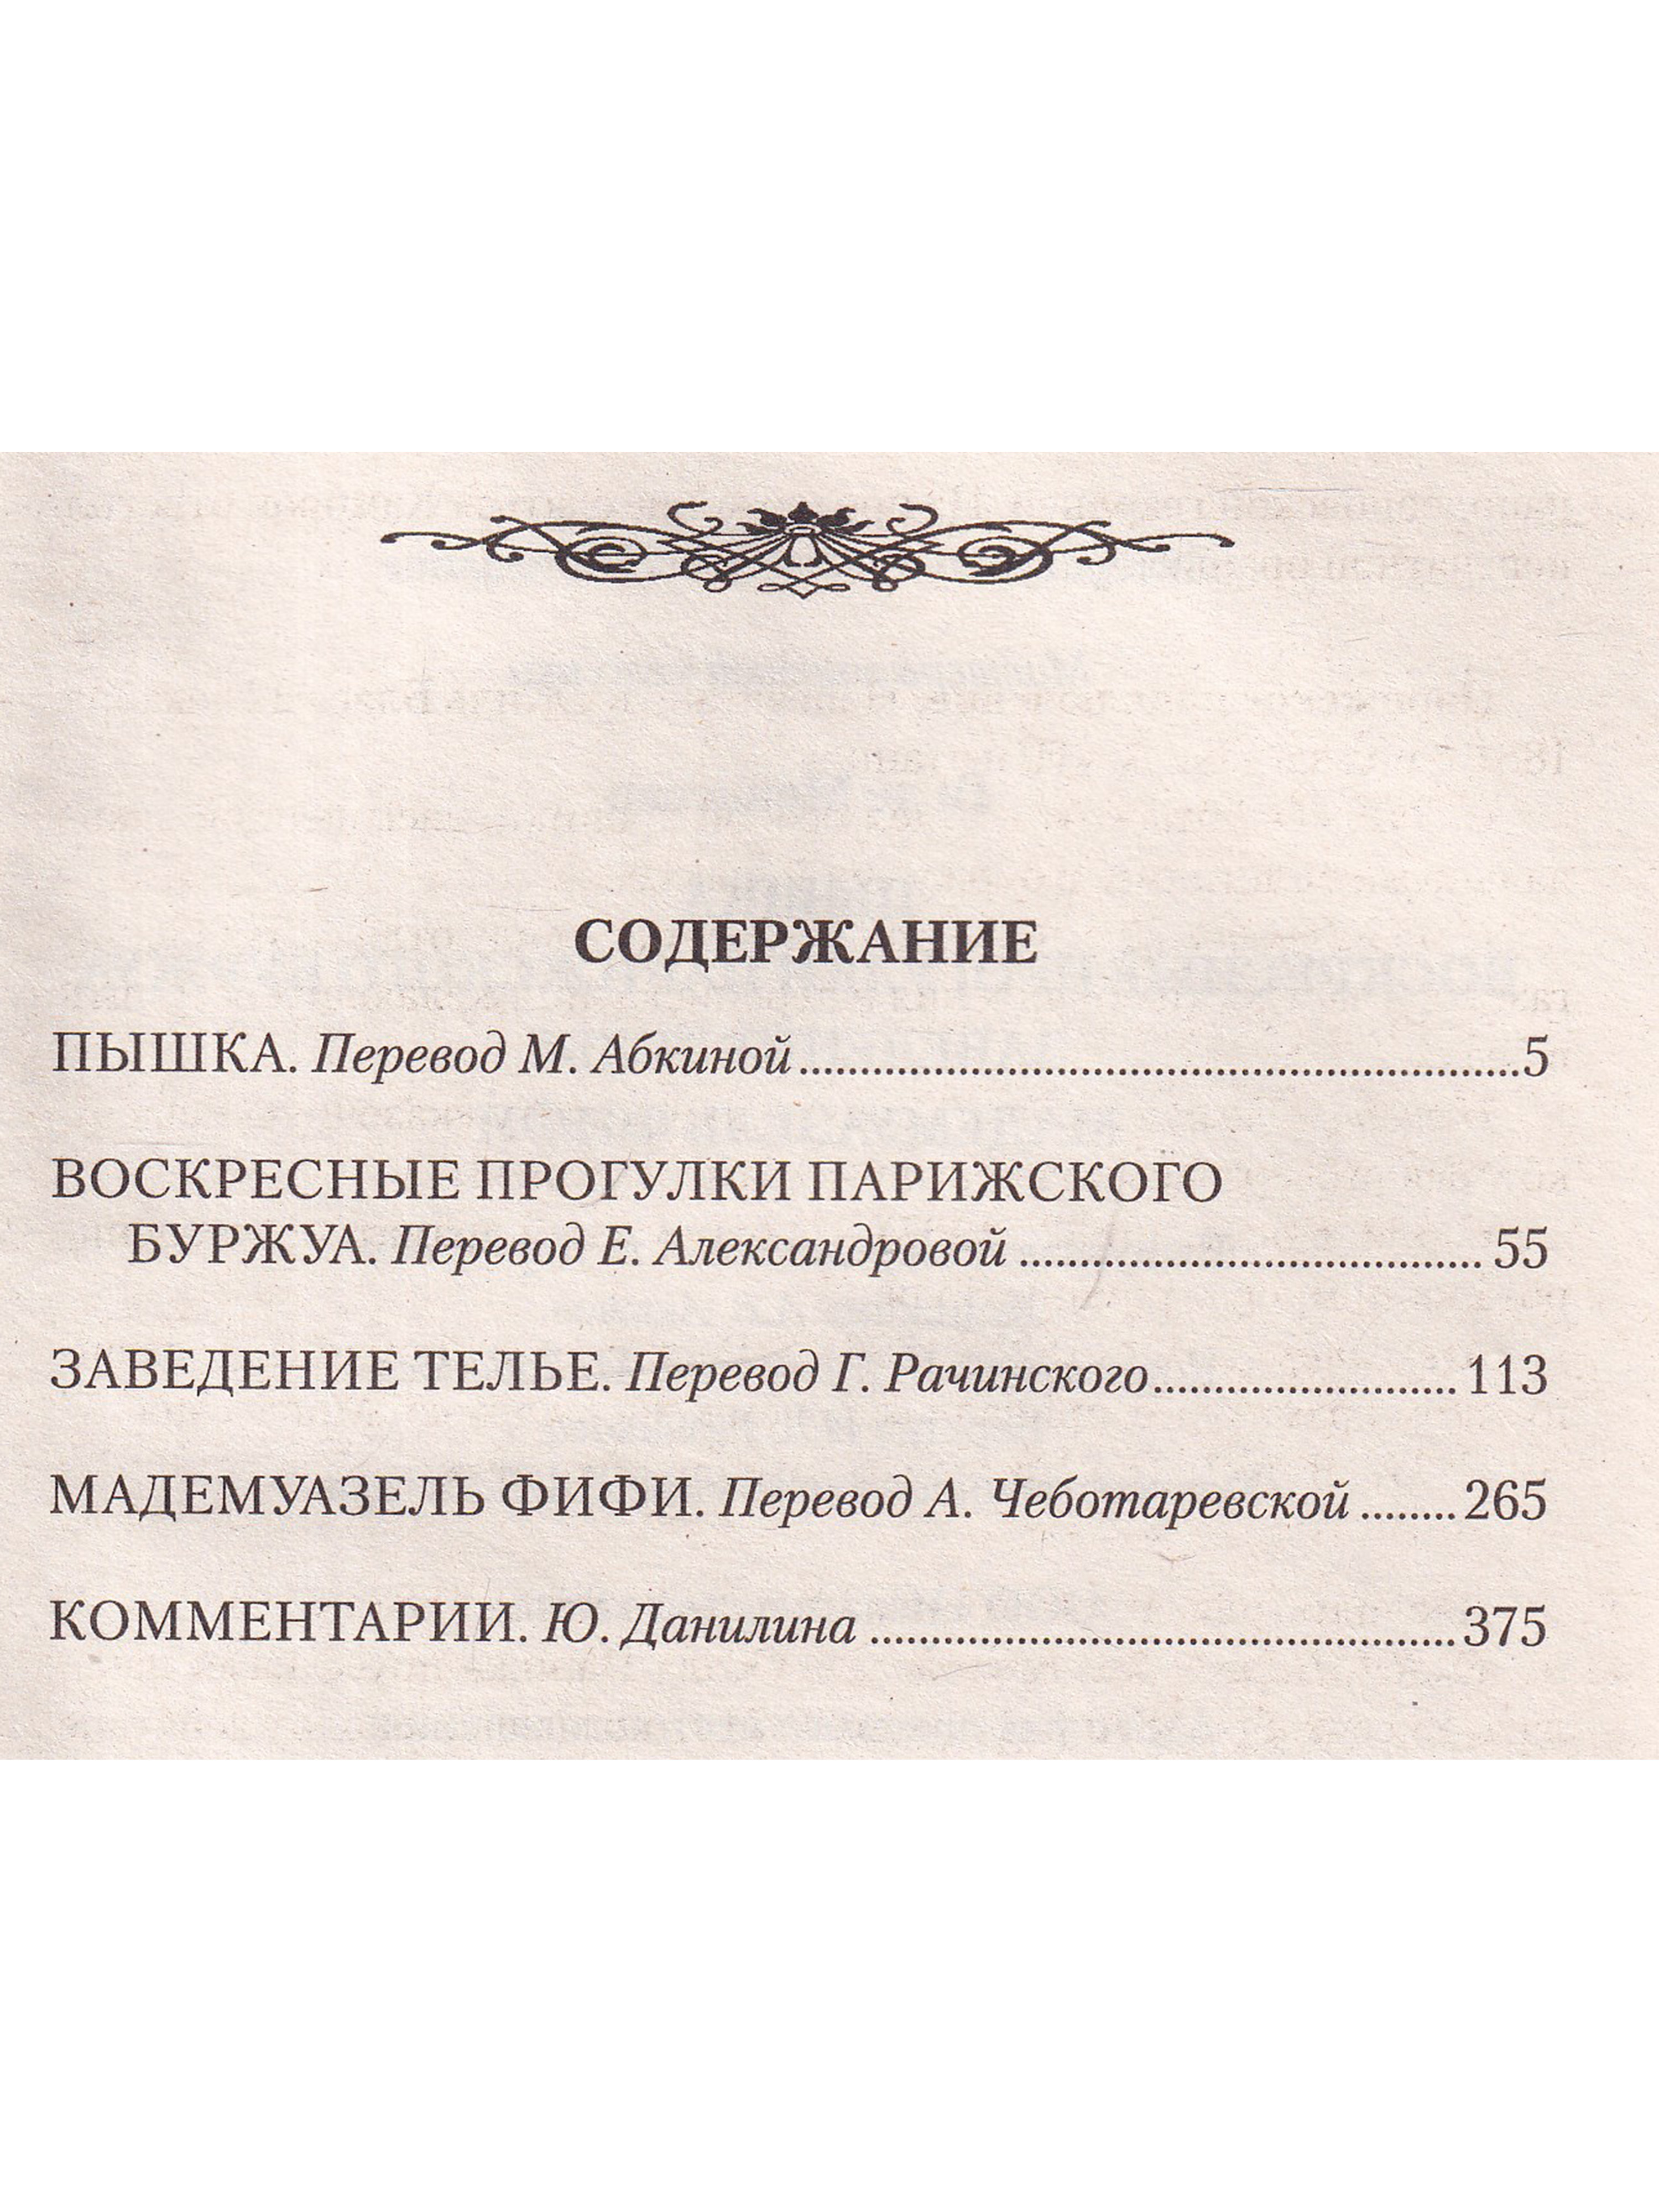 СОДЕРЖАНИЕ
ПЫШКА. Перевод М. Абкиной............................................................5
ВОСКРЕСНЫЕ ПРОГУЛКИ ПАРИЖСКОГО
БУРЖУА. Перевод Е. Александровой ...................................... 55
ЗАВЕДЕНИЕ ТЕЛЬЕ. Перевод Г. Рачинского......................... 113
МАДЕМУАЗЕЛЬ ФИФИ. Перевод А. Чеботаревской ........ 265
КОММЕНТАРИИ. Ю. Данилина ................................................ 375